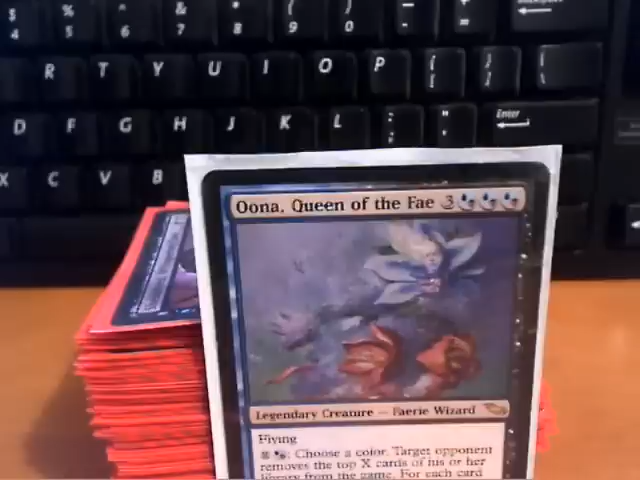 $ % ^ & * ( ) - +
4 5 6 7 8 9 0 - =
R T Y U I O P { }
[ ] \
D F G H J K L : " Enter
; '
X C V B
Oona, Queen of the Fae 3
Legendary Creature — Faerie Wizard
Flying
: Choose a color. Target opponent
removes the top X cards of his or her
library from the game. For each card